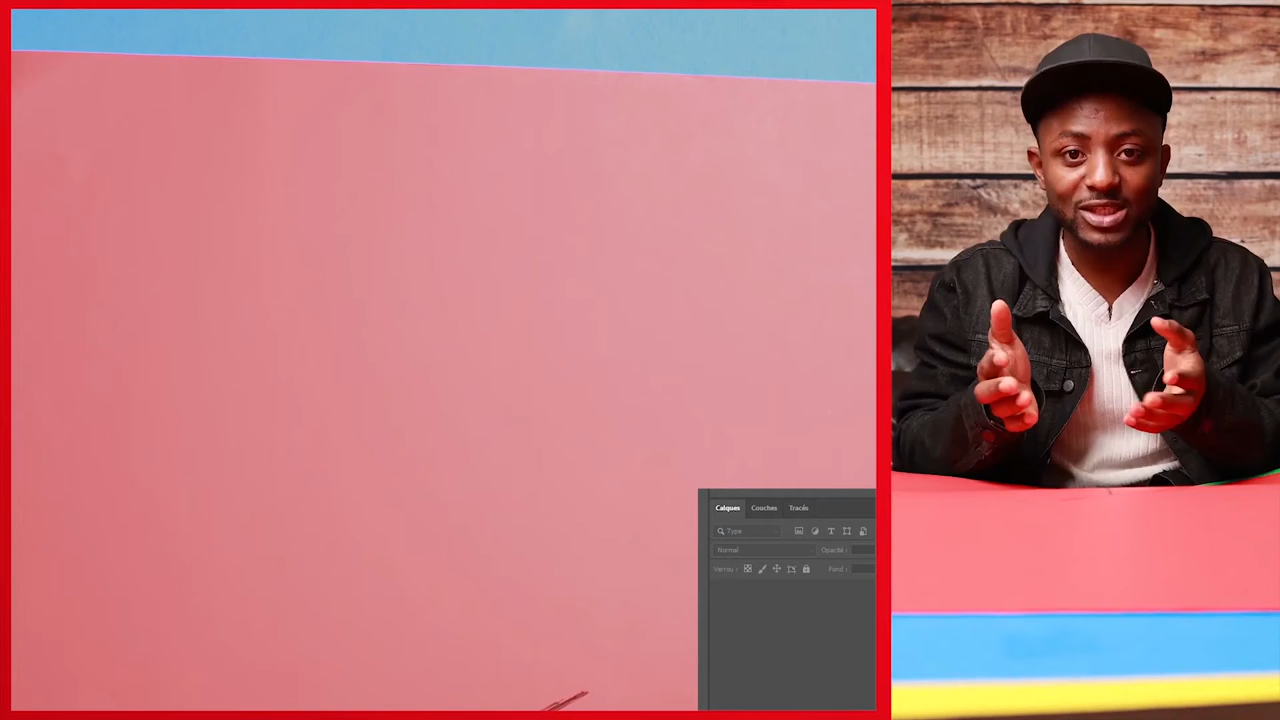 Calques Couches Tracés
Type
Normal Opacité :
Verrou : Fond :